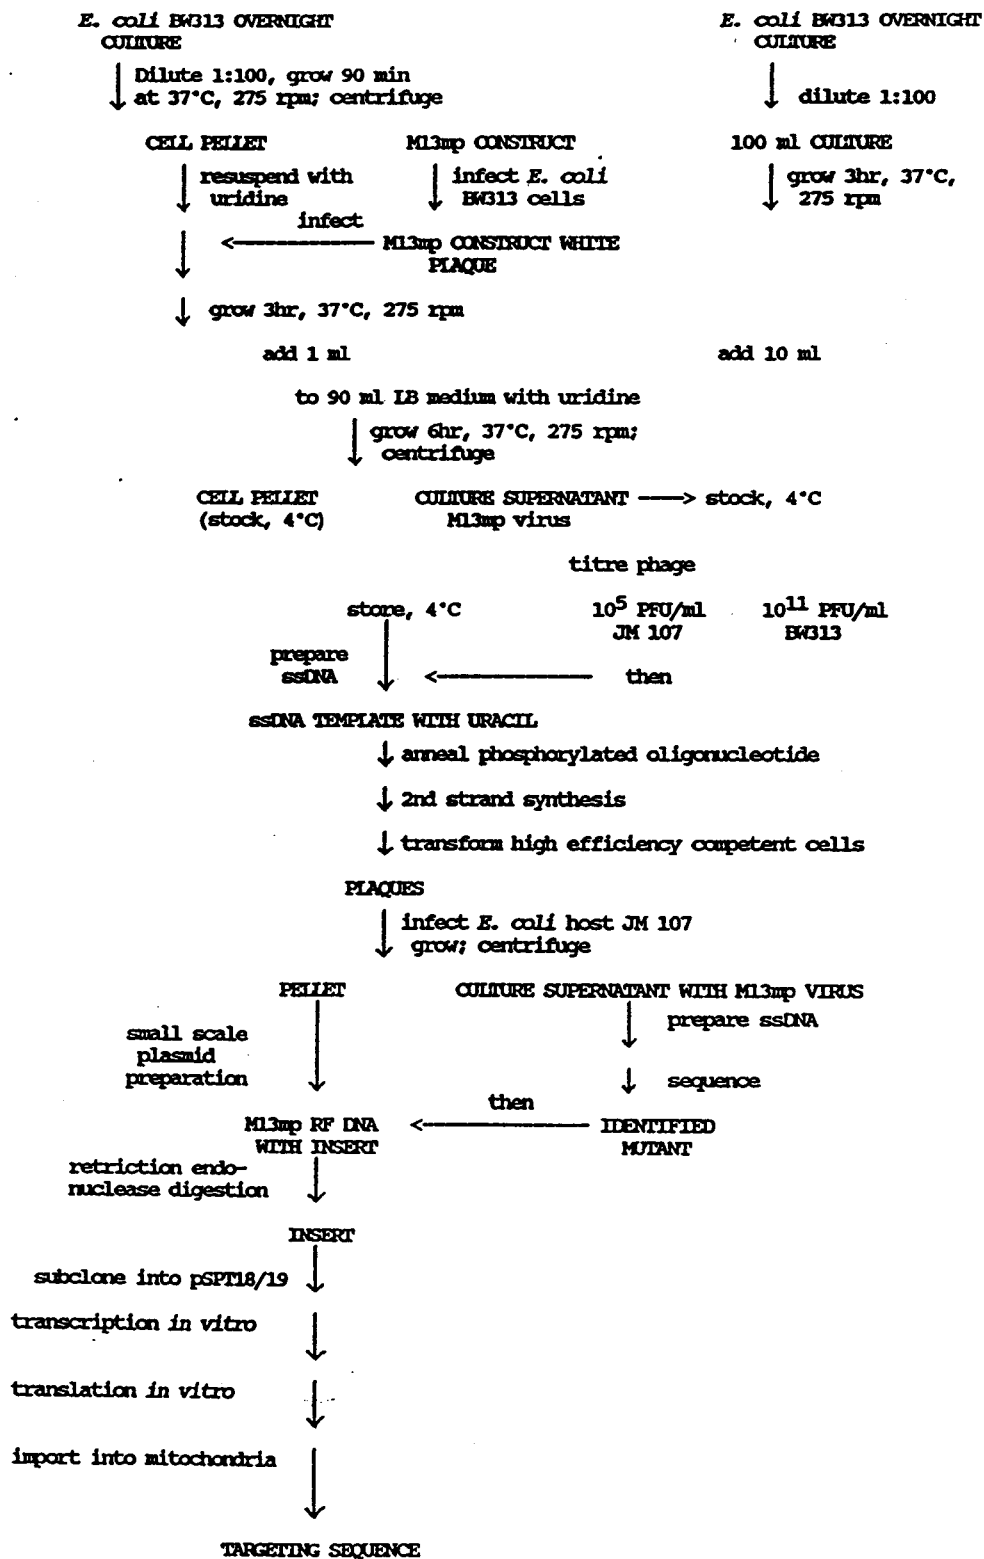 E. coli BW313 OVERNIGHT
CULTURE
E. coli BW313 OVERNIGHT
CULTURE
Dilute 1:100, grow 90 min
at 37°C, 275 rpm; centrifuge
dilute 1:100
CELL PELLET
M13mp CONSTRUCT
100 ml CULTURE
resuspend with
uridine
infect E. coli
BW313 cells
grow 3hr, 37°C,
275 rpm
infect
M13mp CONSTRUCT WHITE
PLAQUE
grow 3hr, 37°C, 275 rpm
add 1 ml
add 10 ml
to 90 ml LB medium with uridine
grow 6hr, 37°C, 275 rpm;
centrifuge
CELL PELLET
(stock, 4°C)
CULTURE SUPERNATANT ----> stock, 4°C
M13mp virus
titre phage
store, 4°C
10^5 PFU/ml
JM 107
10^11 PFU/ml
BW313
prepare
ssDNA
then
ssDNA TEMPLATE WITH URACIL
anneal phosphorylated oligonucleotide
2nd strand synthesis
transform high efficiency competent cells
PLAQUES
infect E. coli host JM 107
grow; centrifuge
PELLET
CULTURE SUPERNATANT WITH M13mp VIRUS
prepare ssDNA
small scale
plasmid
preparation
sequence
then
M13mp RF DNA
WITH INSERT
IDENTIFIED
MUTANT
retriction endo-
nuclease digestion
INSERT
subclone into pSPT18/19
transcription in vitro
translation in vitro
import into mitochondria
TARGETING SEQUENCE